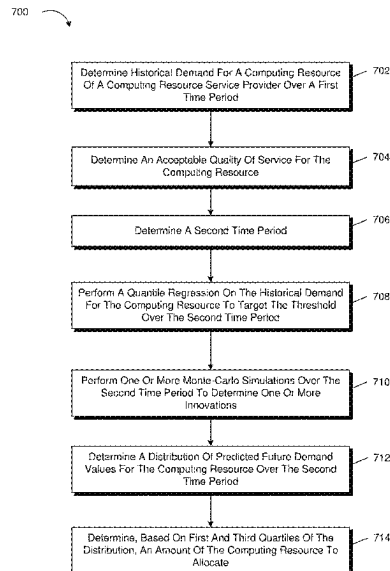 700
Determine Historical Demand For A Computing Resource
Of A Computing Resource Service Provider Over A First
Time Period
702
Determine An Acceptable Quality Of Service For The
Computing Resource
704
Determine A Second Time Period
706
Perform A Quantile Regression On The Historical Demand
For The Computing Resource To Target The Threshold
Over The Second Time Period
708
Perform One Or More Monte-Carlo Simulations Over The
Second Time Period To Determine One Or More
Innovations
710
Determine A Distribution Of Predicted Future Demand
Values For The Computing Resource Over The Second
Time Period
712
Determine, Based On First And Third Quartiles Of The
Distribution, An Amount Of The Computing Resource To
Allocate
714